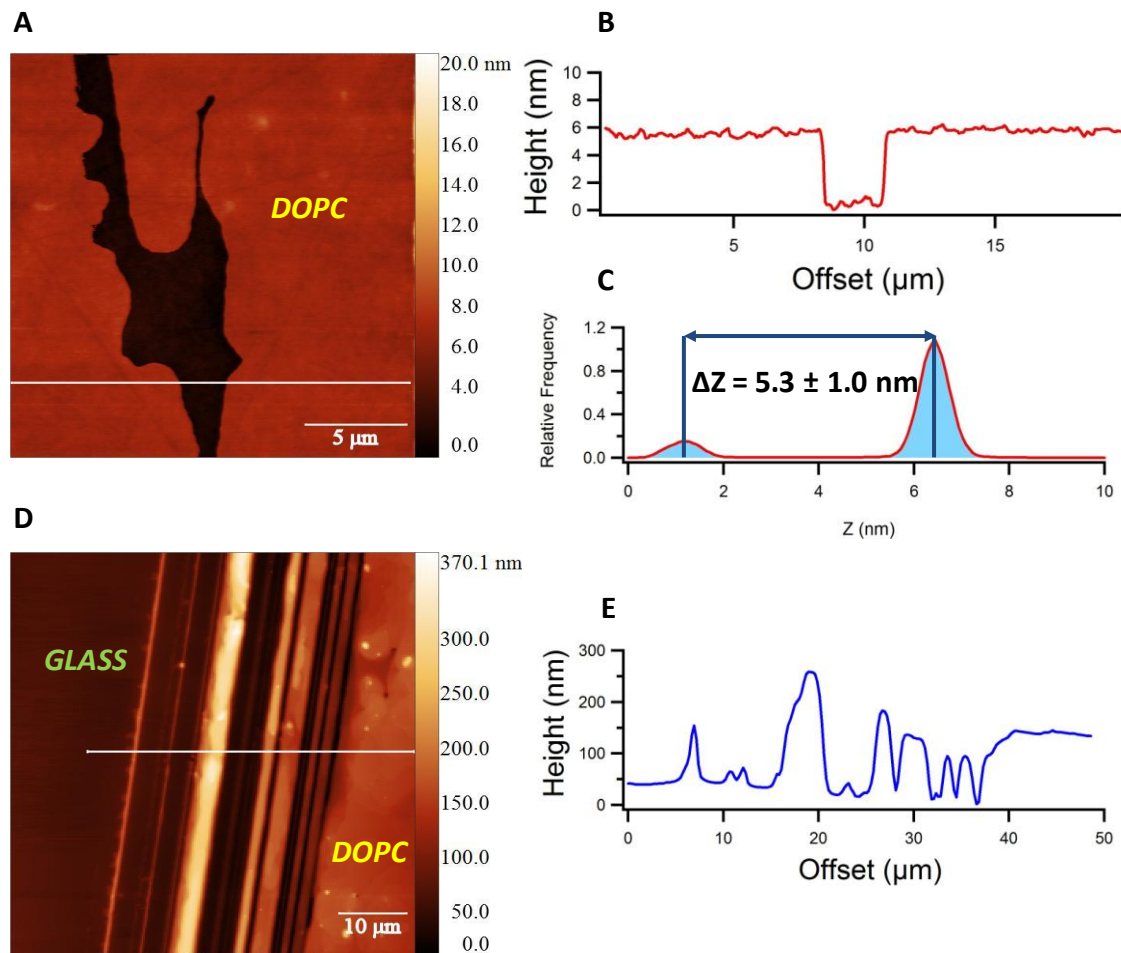 A
20.0 nm
18.0
16.0
14.0
12.0
10.0
8.0
6.0
4.0
0.0
DOPC
5 µm
B
Height (nm)
10
8
6
4
2
0
5
10
15
Offset (µm)
C
Relative Frequency
1.2
0.8
0.4
0.0
ΔZ = 5.3 ± 1.0 nm
0
2
4
6
8
10
Z (nm)
D
370.1 nm
300.0
250.0
200.0
150.0
100.0
50.0
0.0
GLASS
DOPC
10 µm
E
Height (nm)
300
200
100
0
0
10
20
30
40
50
Offset (µm)